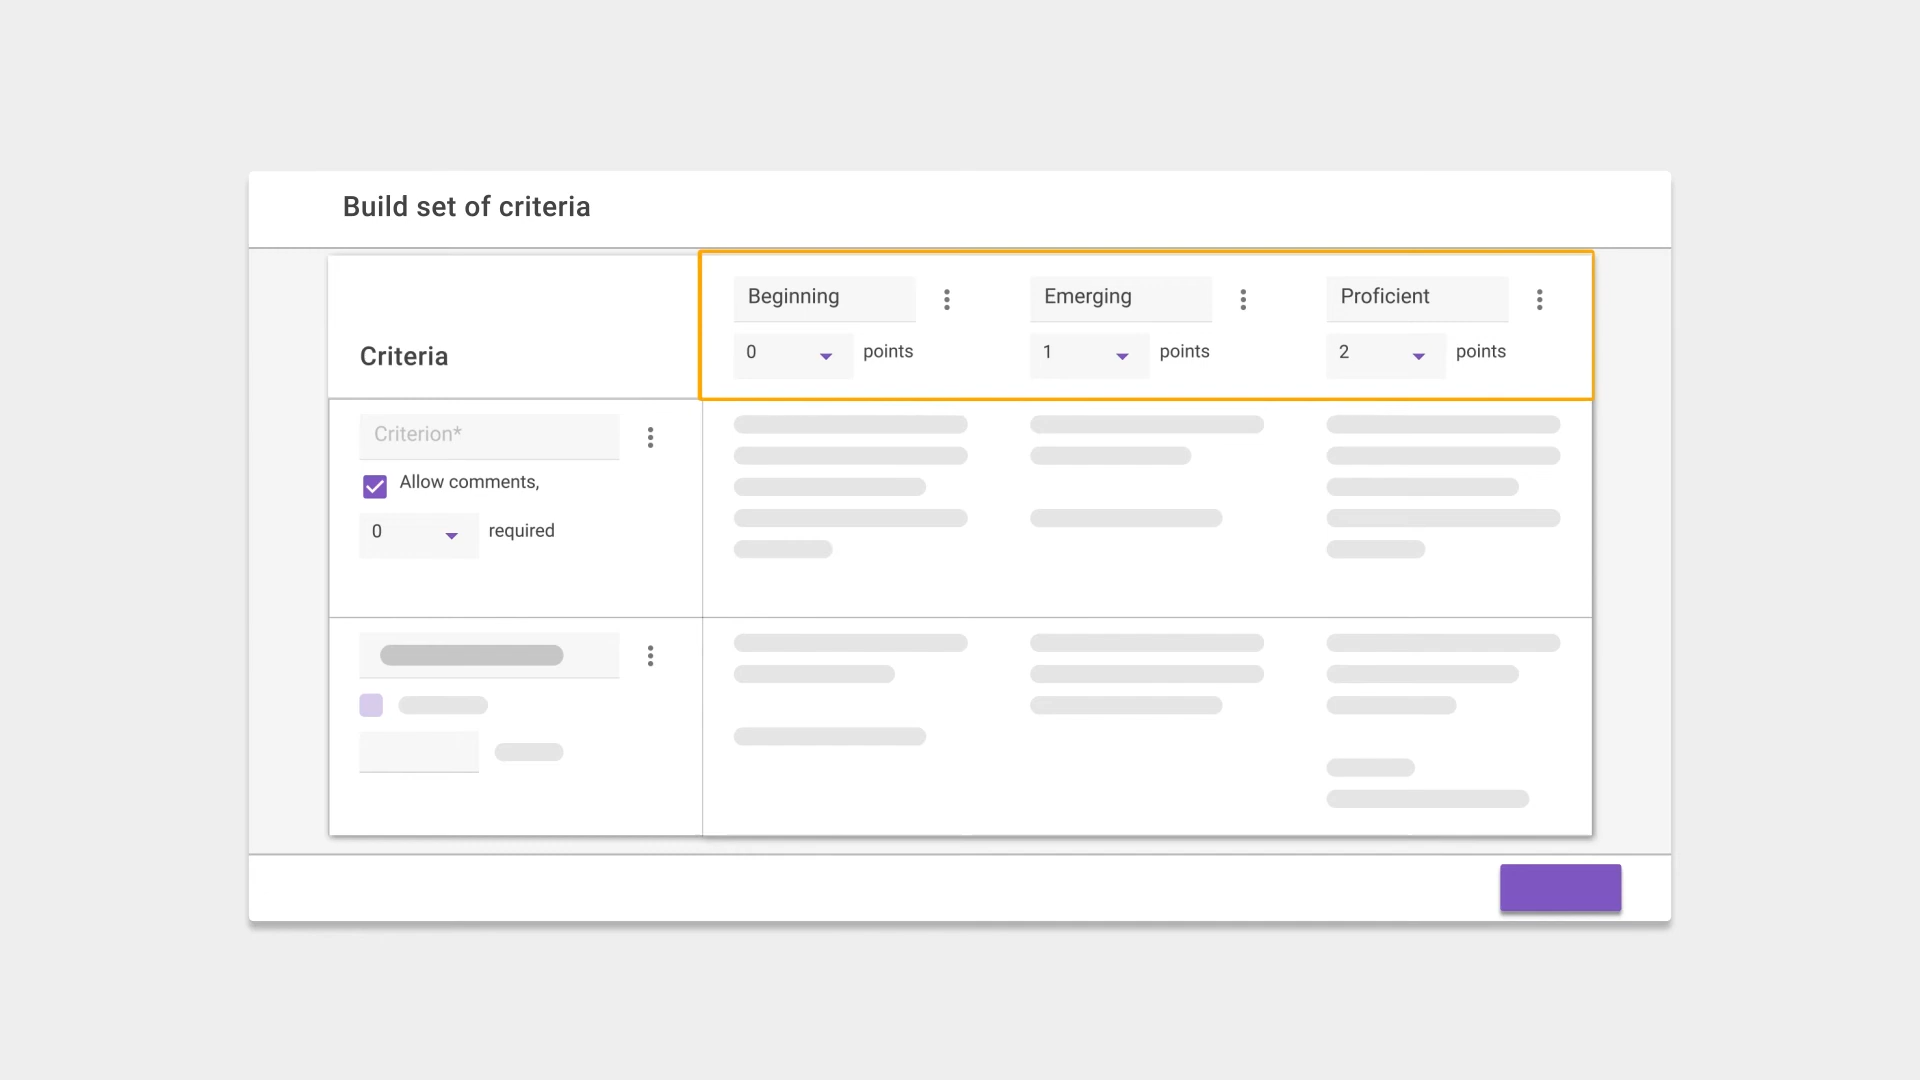 Build set of criteria
Beginning
Emerging
Proficient
Criteria
0
points
1
points
2
points
Criterion*
Allow comments,
0
required